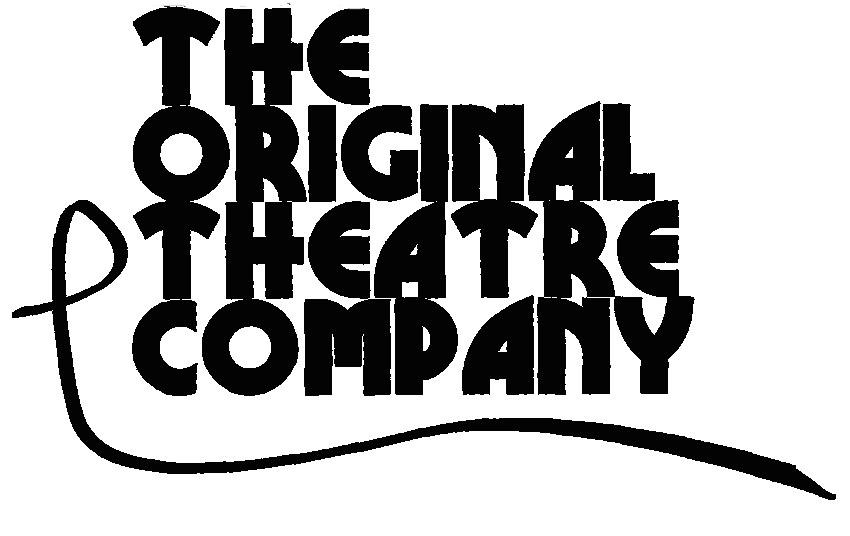 THE
ORIGINAL
THEATRE
COMPANY